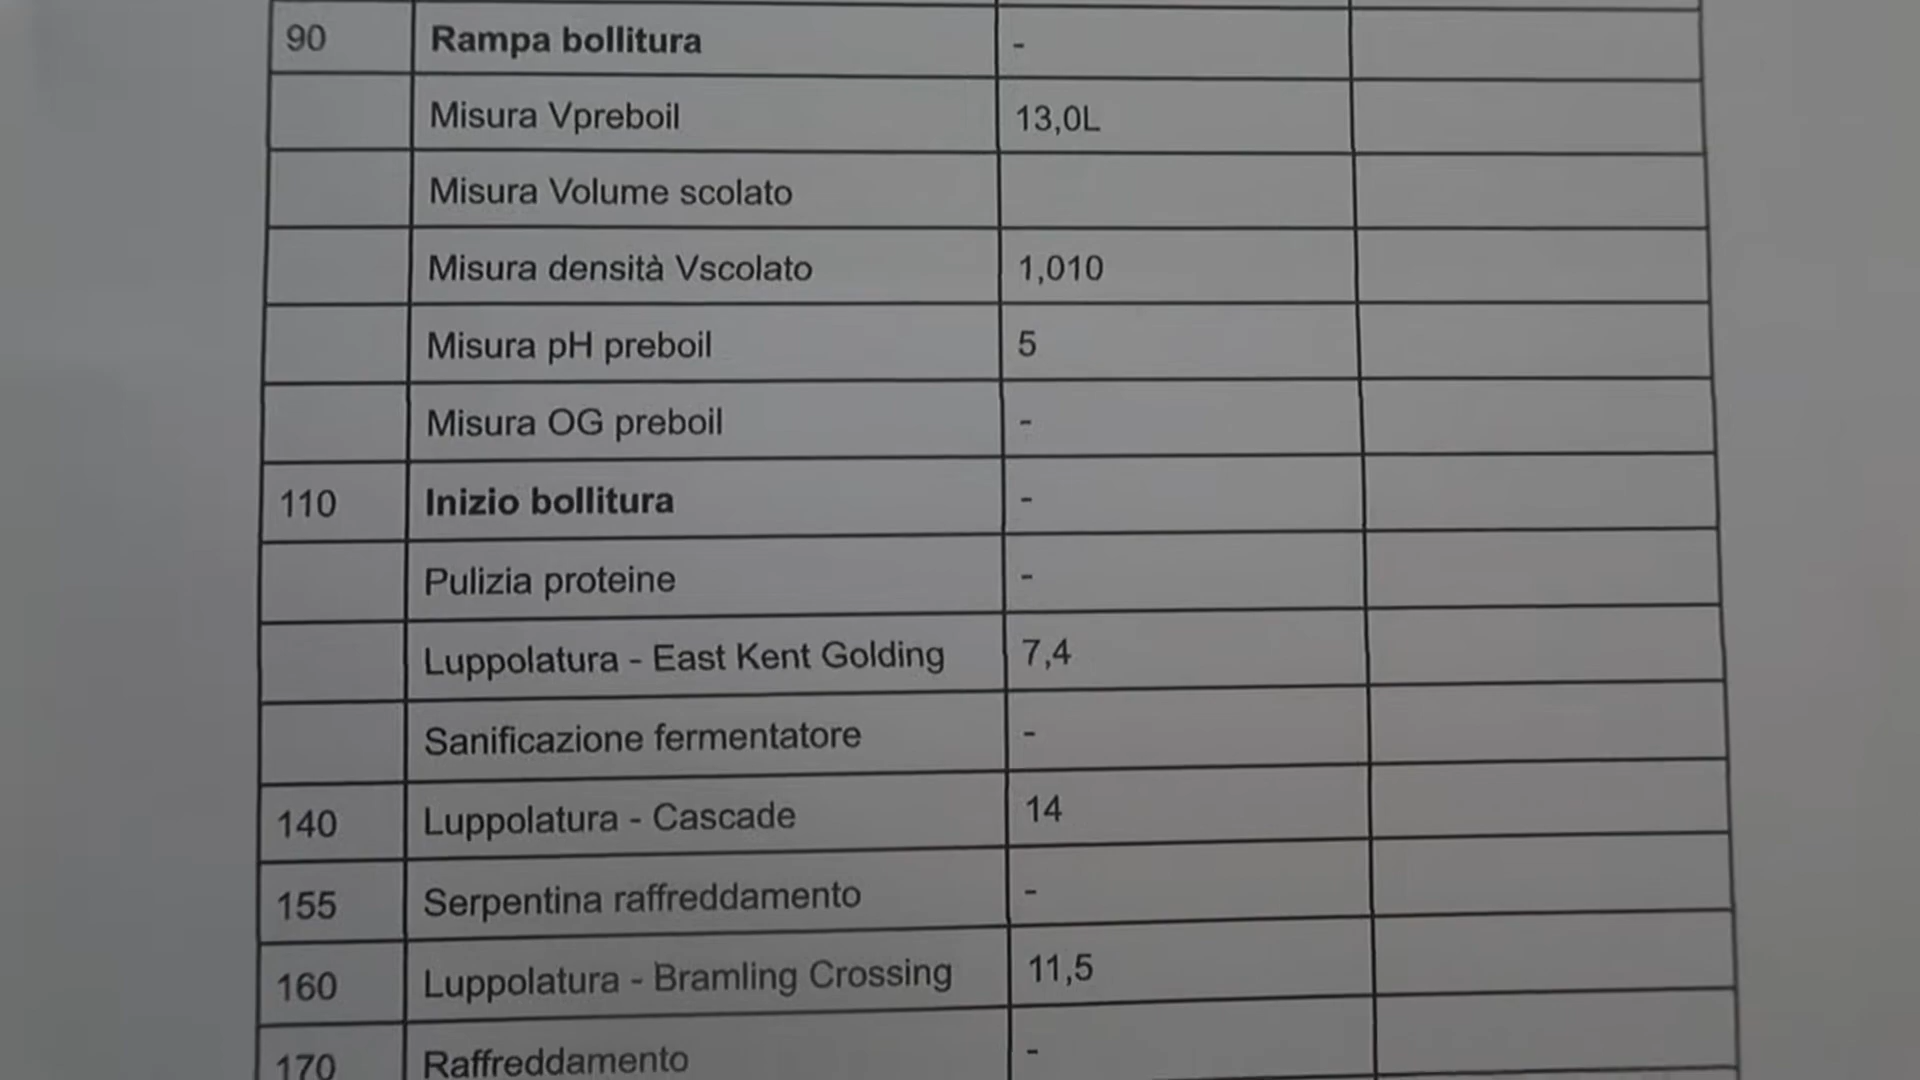 90 Rampa bollitura -
Misura Vpreboil 13,0L
Misura Volume scolato
Misura densità Vscolato 1,010
Misura pH preboil 5
Misura OG preboil -
110 Inizio bollitura -
Pulizia proteine -
Luppolatura - East Kent Golding 7,4
Sanificazione fermentatore -
140 Luppolatura - Cascade 14
155 Serpentina raffreddamento -
160 Luppolatura - Bramling Crossing 11,5
170 Raffreddamento -